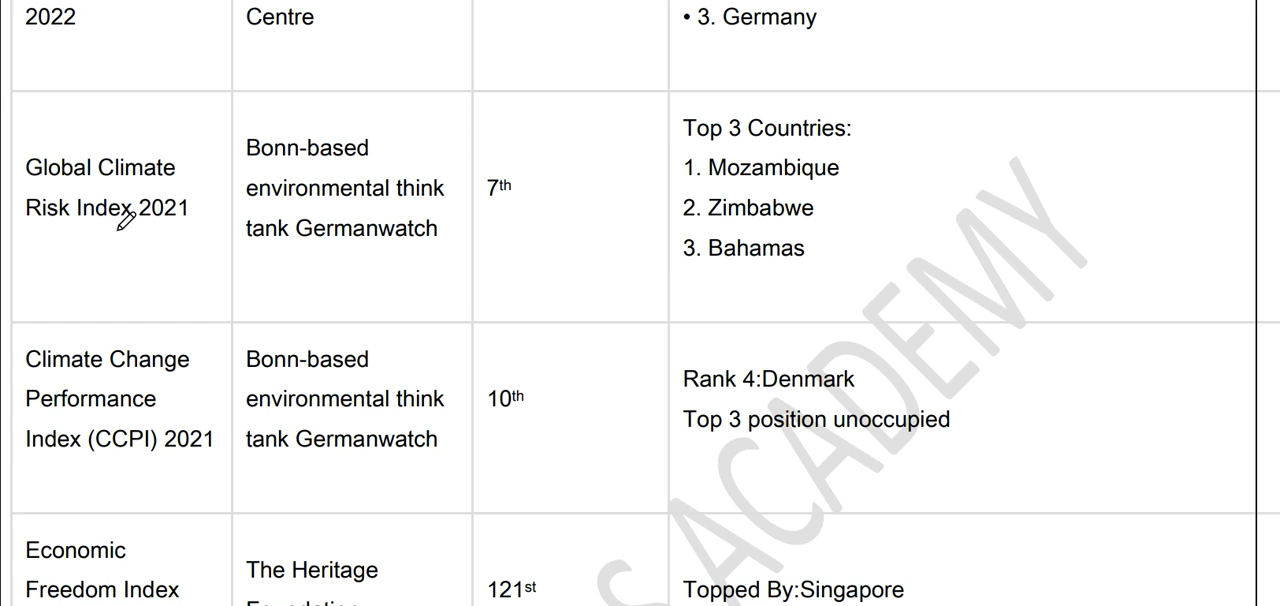 2022
Centre
• 3. Germany
Global Climate
Risk Index 2021
Bonn-based
environmental think
tank Germanwatch
7th
Top 3 Countries:
1. Mozambique
2. Zimbabwe
3. Bahamas
Climate Change
Performance
Index (CCPI) 2021
Bonn-based
environmental think
tank Germanwatch
10th
Rank 4:Denmark
Top 3 position unoccupied
Economic
Freedom Index
The Heritage
121st
Topped By:Singapore
S ACADEMY